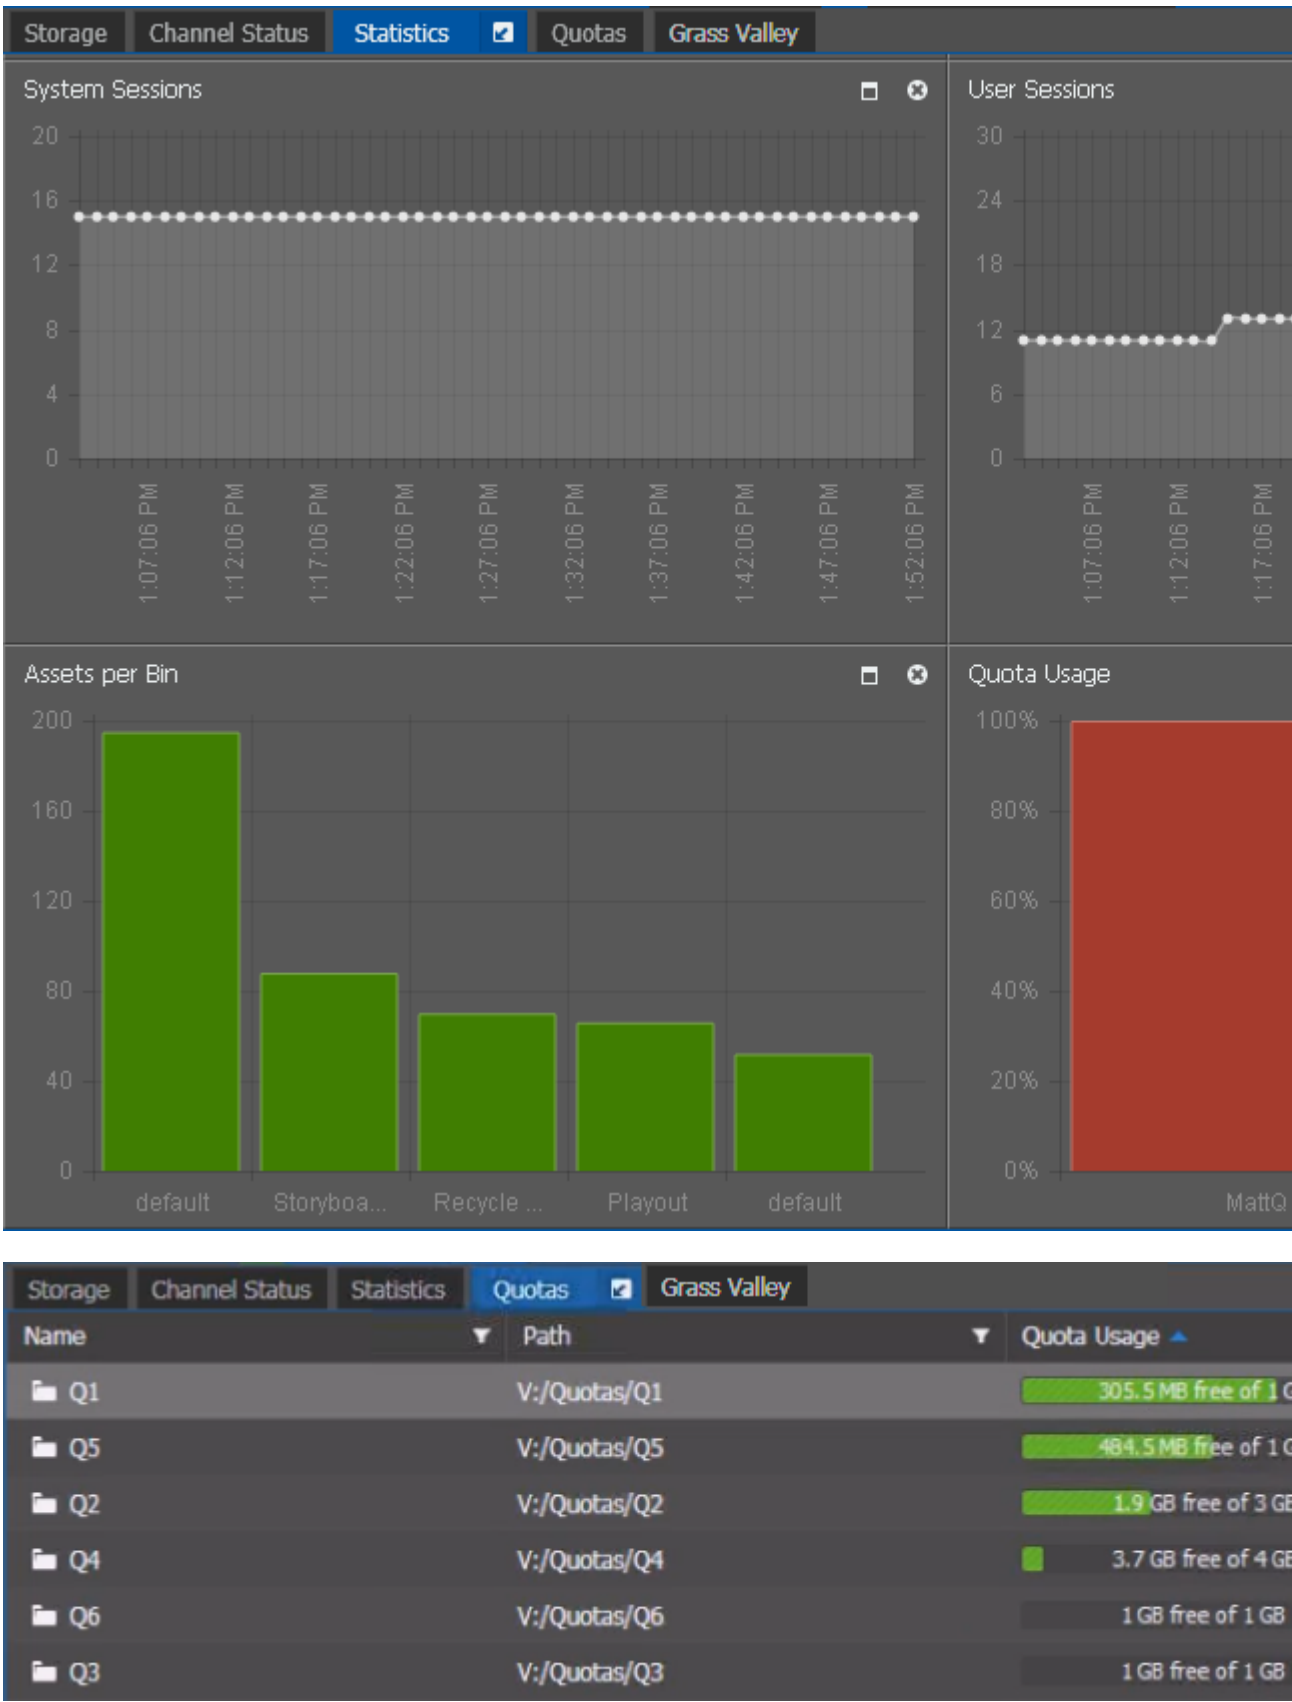 Storage Channel Status Statistics Quotas Grass Valley
System Sessions
20
16
12
8
4
0
1:07:06 PM
1:12:06 PM
1:17:06 PM
1:22:06 PM
1:27:06 PM
1:32:06 PM
1:37:06 PM
1:42:06 PM
1:47:06 PM
1:52:06 PM
User Sessions
30
24
18
12
6
0
1:07:06 PM
1:12:06 PM
1:17:06 PM
Assets per Bin
200
160
120
80
40
0
default Storyboa... Recycle ... Playout default
Quota Usage
100%
80%
60%
40%
20%
0%
MattQ
Storage Channel Status Statistics Quotas Grass Valley
Name Path Quota Usage
Q1 V:/Quotas/Q1 305.5 MB free of 1 G
Q5 V:/Quotas/Q5 484.5 MB free of 1 G
Q2 V:/Quotas/Q2 1.9 GB free of 3 GB
Q4 V:/Quotas/Q4 3.7 GB free of 4 GB
Q6 V:/Quotas/Q6 1 GB free of 1 GB
Q3 V:/Quotas/Q3 1 GB free of 1 GB